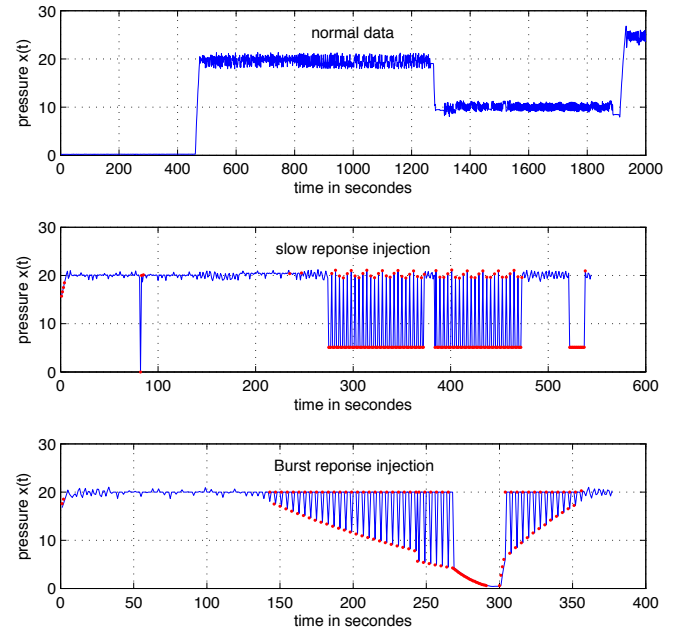 normal data
pressure x(t)
30
20
10
0
0 200 400 600 800 1000 1200 1400 1600 1800 2000
time in secondes
slow reponse injection
pressure x(t)
30
20
10
0
0 100 200 300 400 500 600
time in secondes
Burst reponse injection
pressure x(t)
30
20
10
0
0 50 100 150 200 250 300 350 400
time in secondes